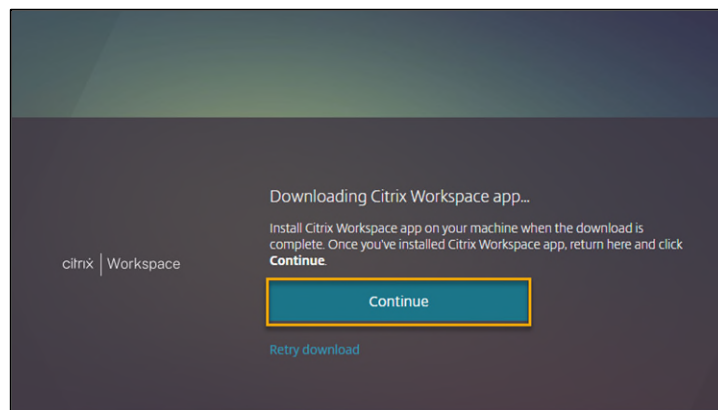 Downloading Citrix Workspace app...
Install Citrix Workspace app on your machine when the download is
complete. Once you've installed Citrix Workspace app, return here and click
Continue.
citrix | Workspace
Continue
Retry download